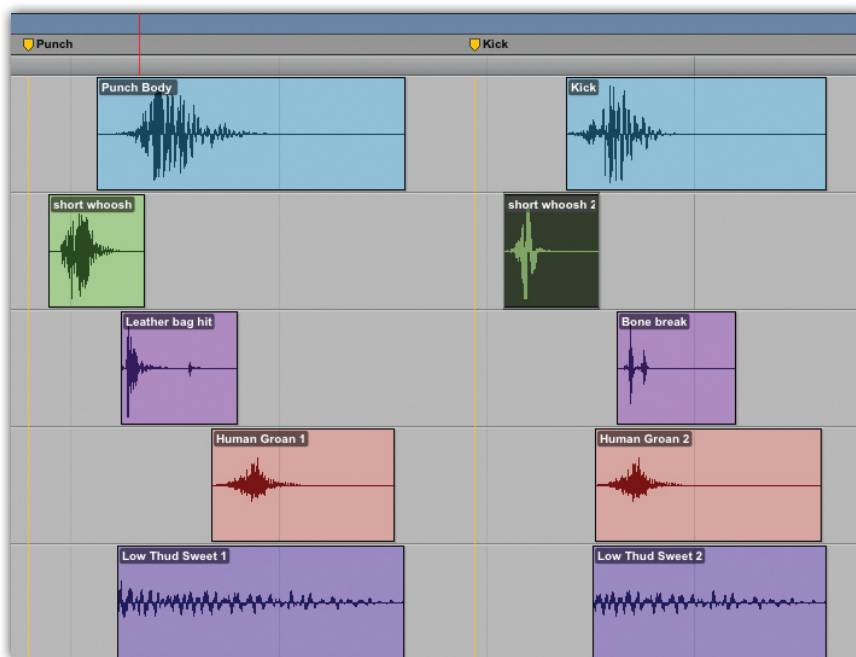 Punch
Kick
Punch Body
Kick
short whoosh
short whoosh 2
Leather bag hit
Bone break
Human Groan 1
Human Groan 2
Low Thud Sweet 1
Low Thud Sweet 2